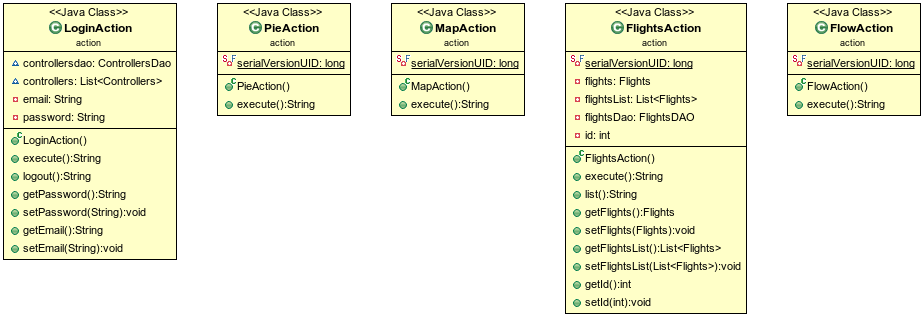 <<Java Class>>
LoginAction
action
controllersdao: ControllersDao
controllers: List<Controllers>
email: String
password: String
LoginAction()
execute():String
logout():String
getPassword():String
setPassword(String):void
getEmail():String
setEmail(String):void
<<Java Class>>
PieAction
action
serialVersionUID: long
PieAction()
execute():String
<<Java Class>>
MapAction
action
serialVersionUID: long
MapAction()
execute():String
<<Java Class>>
FlightsAction
action
serialVersionUID: long
flights: Flights
flightsList: List<Flights>
flightsDao: FlightsDAO
id: int
FlightsAction()
execute():String
list():String
getFlights():Flights
setFlights(Flights):void
getFlightsList():List<Flights>
setFlightsList(List<Flights>):void
getId():int
setId(int):void
<<Java Class>>
FlowAction
action
serialVersionUID: long
FlowAction()
execute():String